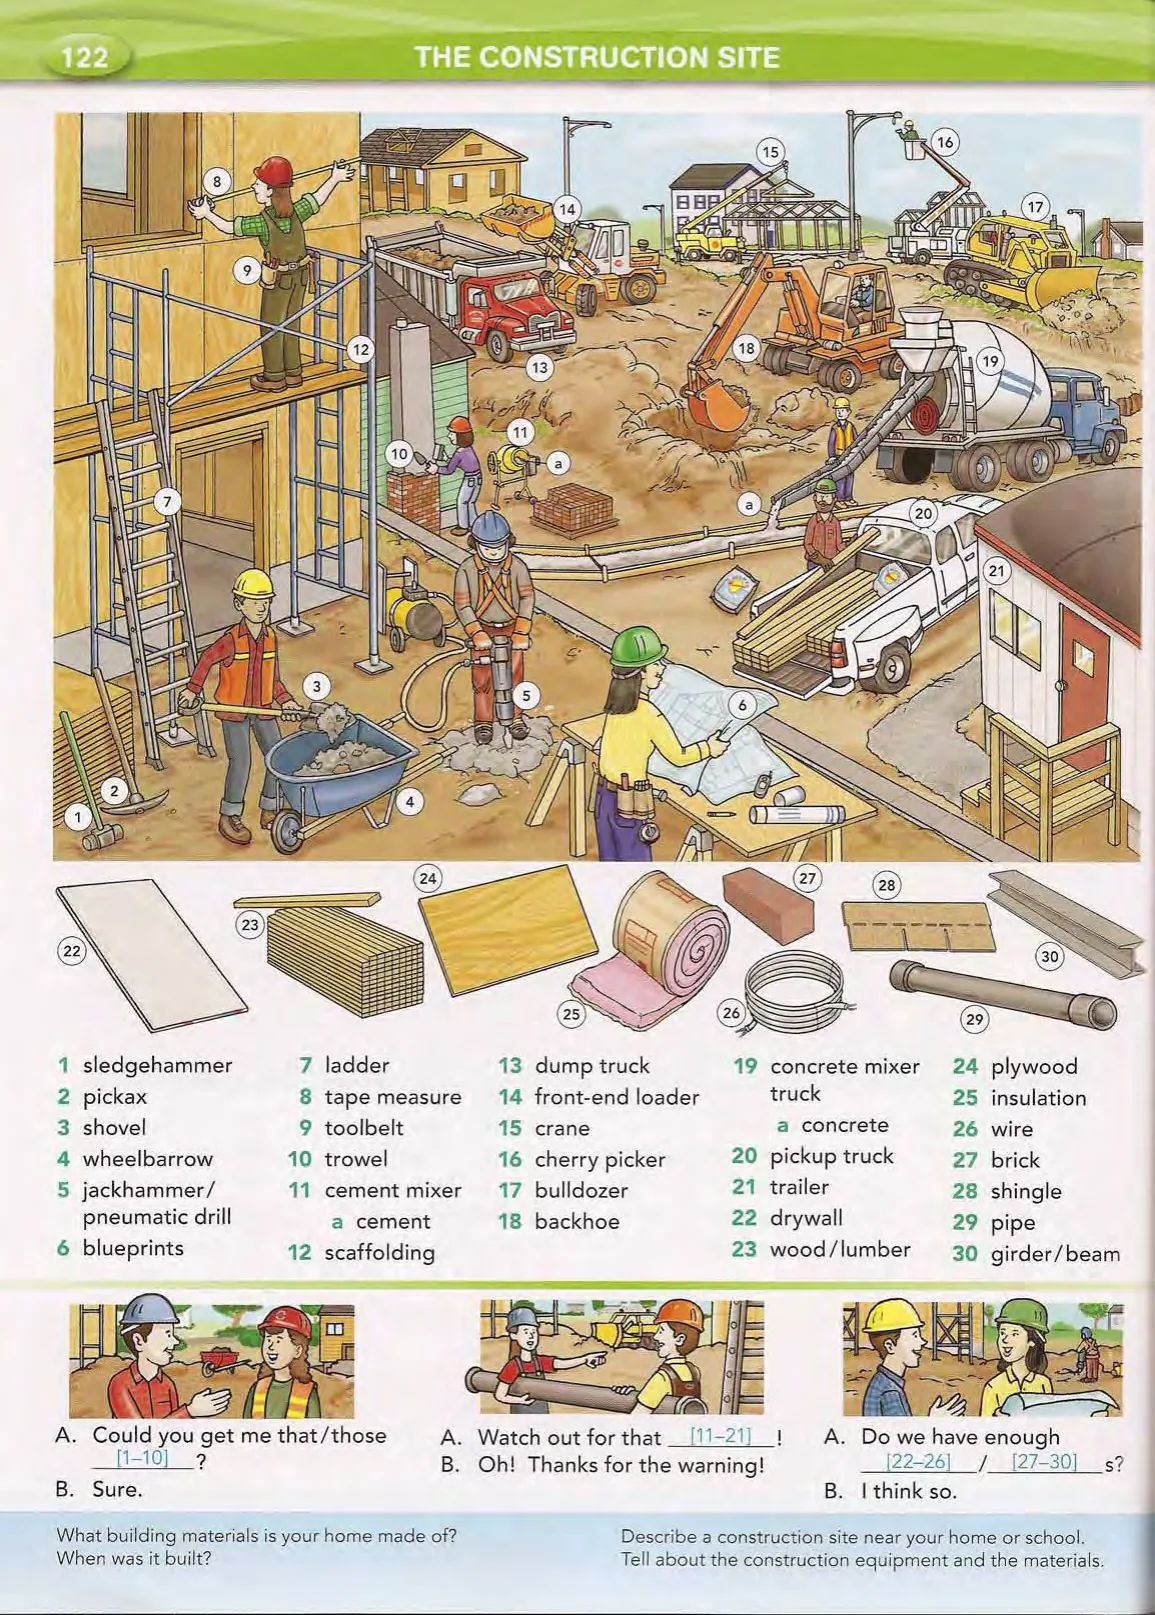 122
THE CONSTRUCTION SITE
8
15
16
14
17
9
12
18
13
19
11
10
a
7
a
20
21
3
5
6
2
4
1
24
27
28
23
22
30
25
26
29
1 sledgehammer
2 pickax
3 shovel
4 wheelbarrow
5 jackhammer/
pneumatic drill
6 blueprints
7 ladder
8 tape measure
9 toolbelt
10 trowel
11 cement mixer
a cement
12 scaffolding
13 dump truck
14 front-end loader
15 crane
16 cherry picker
17 bulldozer
18 backhoe
19 concrete mixer
truck
a concrete
20 pickup truck
21 trailer
22 drywall
23 wood/lumber
24 plywood
25 insulation
26 wire
27 brick
28 shingle
29 pipe
30 girder/beam
A. Could you get me that/those
[1–10] ?
B. Sure.
A. Watch out for that [11–21] !
B. Oh! Thanks for the warning!
A. Do we have enough
[22–26] / [27–30] s?
B. I think so.
What building materials is your home made of?
When was it built?
Describe a construction site near your home or school.
Tell about the construction equipment and the materials.